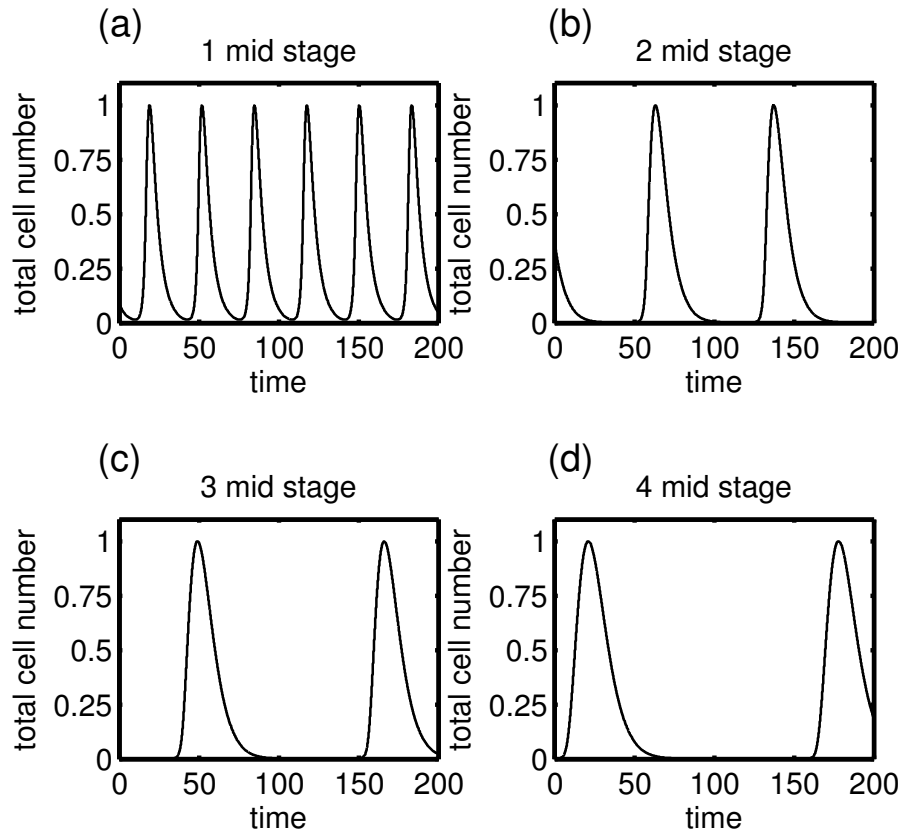 (a)
1 mid stage
total cell number
1
0.75
0.5
0.25
0
0 50 100 150 200
time
(b)
2 mid stage
total cell number
1
0.75
0.5
0.25
0
0 50 100 150 200
time
(c)
3 mid stage
total cell number
1
0.75
0.5
0.25
0
0 50 100 150 200
time
(d)
4 mid stage
total cell number
1
0.75
0.5
0.25
0
0 50 100 150 200
time